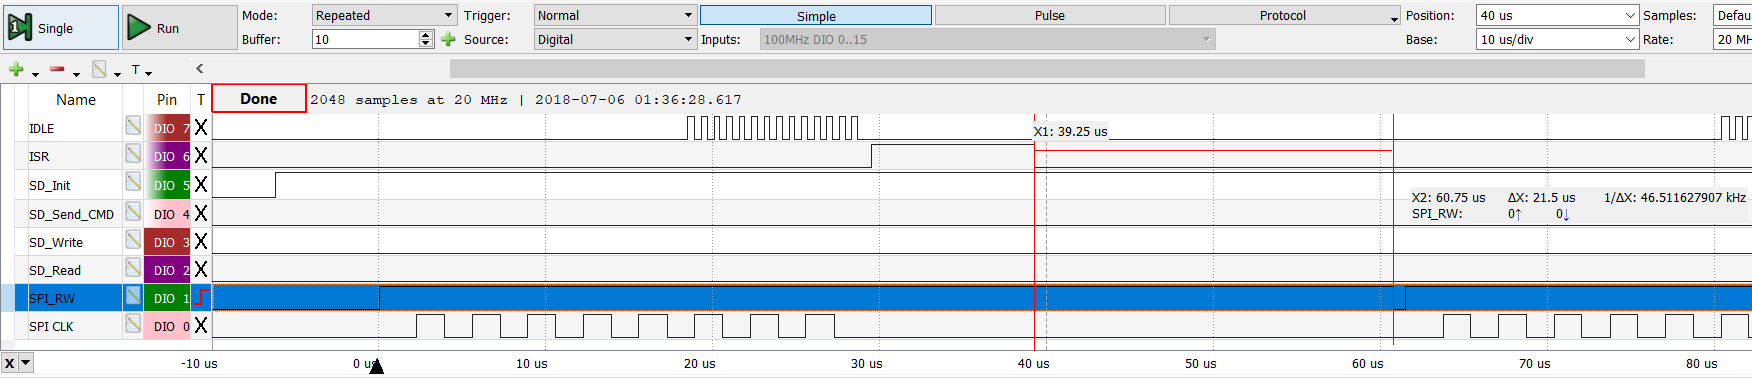 Mode: Repeated Trigger: Normal Simple Pulse Protocol Position: 40 us Samples: Defau
1 Single Run
Buffer: 10 Source: Digital Inputs: 100MHz DIO 0..15 Base: 10 us/div Rate: 20 MH
T
Name Pin T Done 2048 samples at 20 MHz | 2018-07-06 01:36:28.617
IDLE DIO 7 X
X1: 39.25 us
ISR DIO 6 X
SD_Init DIO 5 X
X2: 60.75 us ΔX: 21.5 us 1/ΔX: 46.511627907 kHz
SD_Send_CMD DIO 4 X
SPI_RW: 0↑ 0↓
SD_Write DIO 3 X
SD_Read DIO 2 X
SPI_RW DIO 1
SPI CLK DIO 0 X
X -10 us 0 us 10 us 20 us 30 us 40 us 50 us 60 us 70 us 80 us